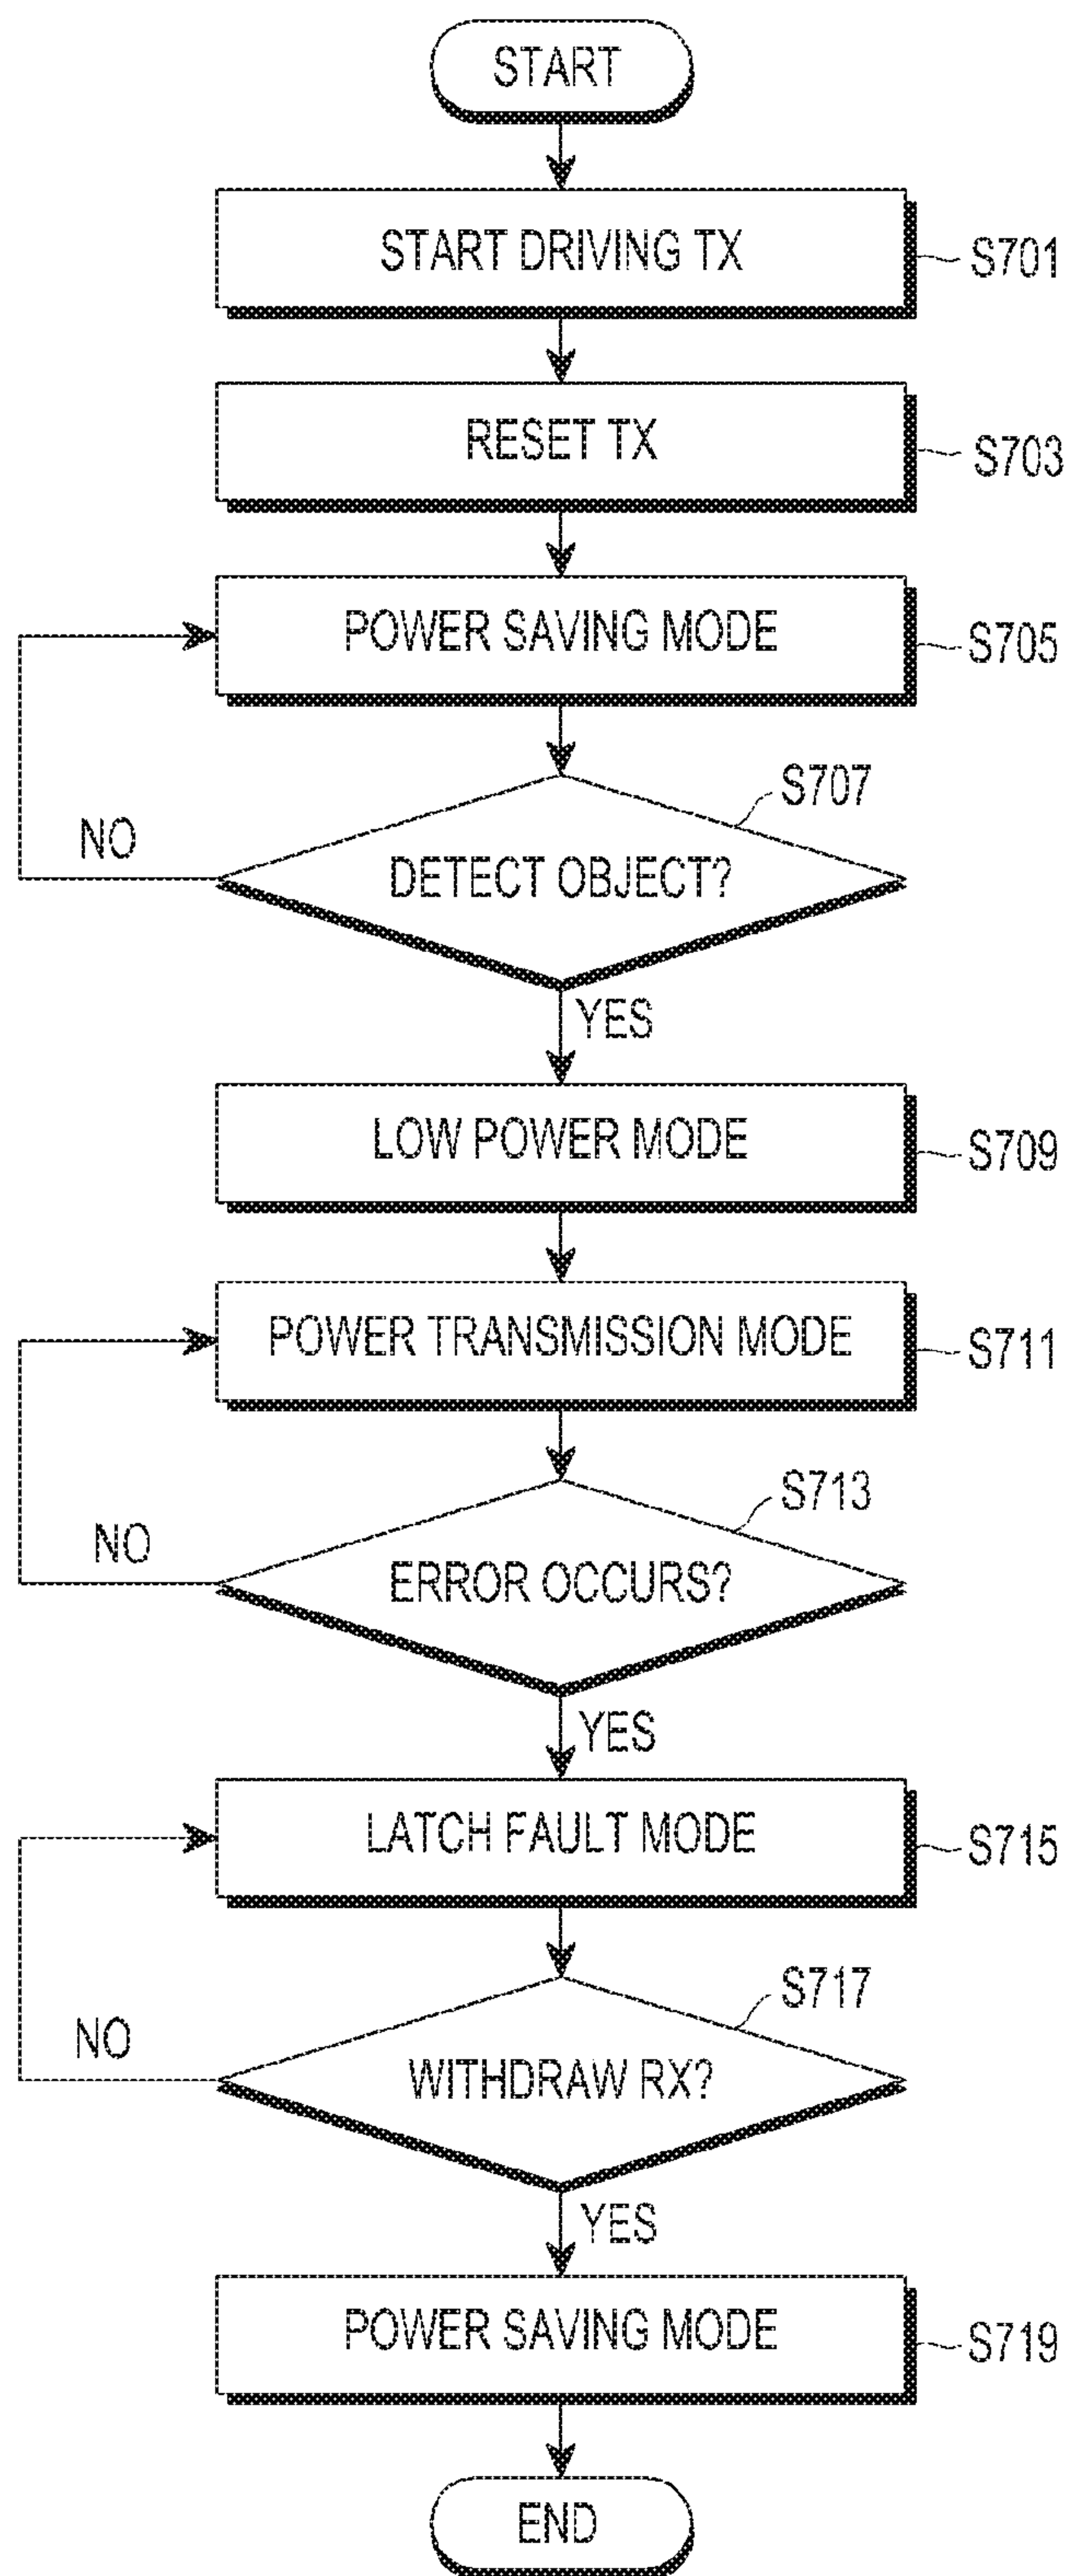 START
START DRIVING TX
S701
RESET TX
S703
POWER SAVING MODE
S705
S707
DETECT OBJECT?
NO
YES
LOW POWER MODE
S709
POWER TRANSMISSION MODE
S711
S713
ERROR OCCURS?
NO
YES
LATCH FAULT MODE
S715
S717
WITHDRAW RX?
NO
YES
POWER SAVING MODE
S719
END